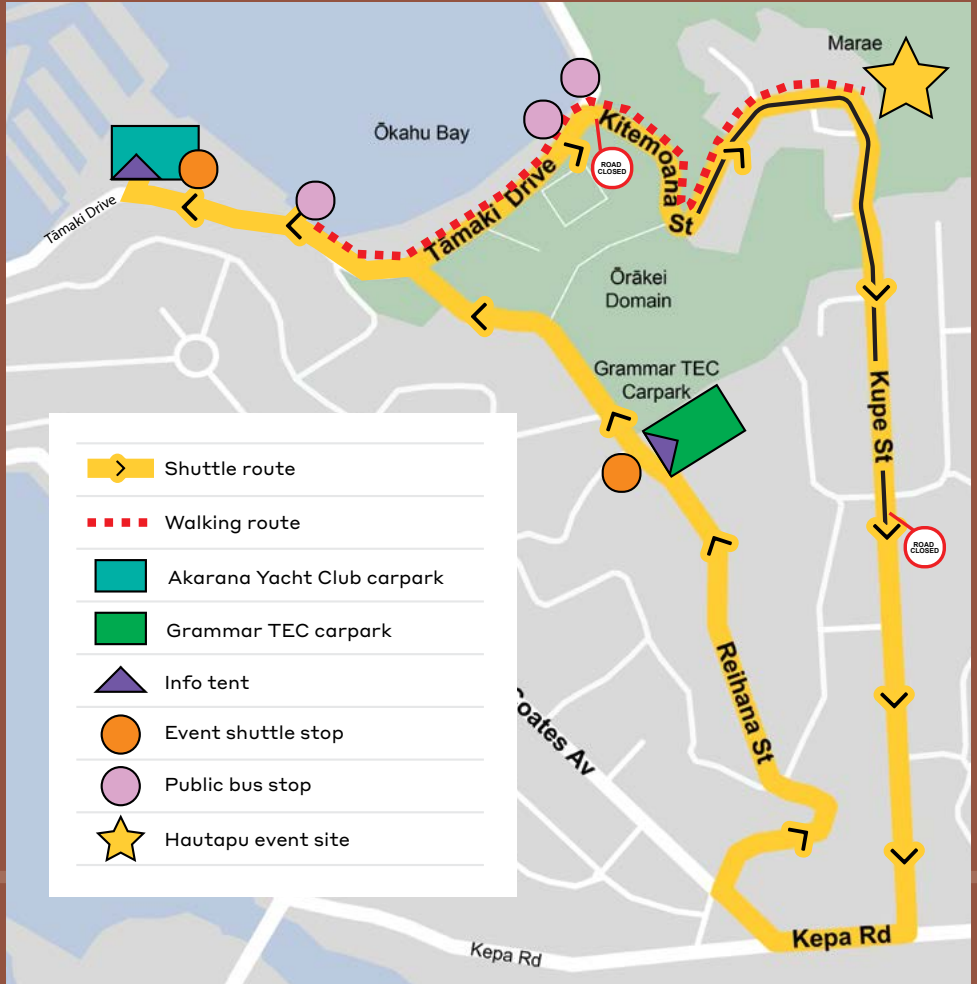 Marae
Ōkahu Bay
Kitemoana
St
ROAD
CLOSED
Tāmaki Drive
Tāmaki Drive
Ōrākei
Domain
Grammar TEC
Carpark
Kupe St
ROAD
CLOSED
Shuttle route
Walking route
Akarana Yacht Club carpark
Grammar TEC carpark
Info tent
Event shuttle stop
Public bus stop
Hautapu event site
Reihana St
oates Av
Kepa Rd
Kepa Rd